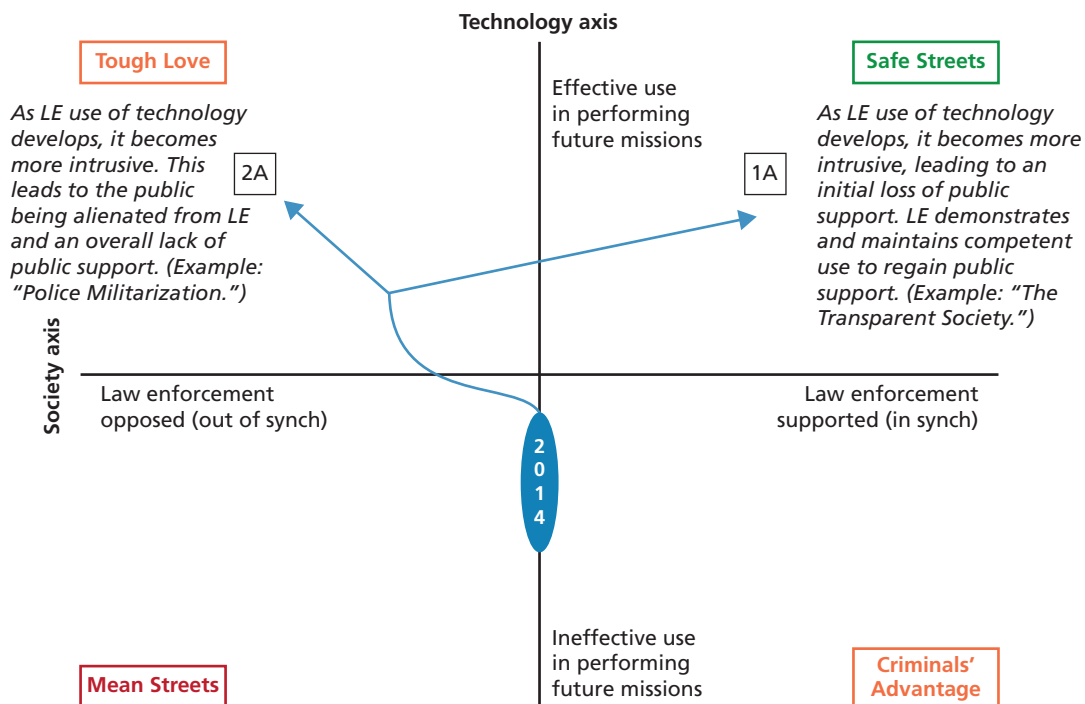 Technology axis
Tough Love
As LE use of technology
develops, it becomes
more intrusive. This
leads to the public
being alienated from LE
and an overall lack of
public support. (Example:
“Police Militarization.”)
2A
Effective use
in performing
future missions
1A
Safe Streets
As LE use of technology
develops, it becomes more
intrusive, leading to an
initial loss of public
support. LE demonstrates
and maintains competent
use to regain public
support. (Example: “The
Transparent Society.”)
Society axis
Law enforcement
opposed (out of synch)
Law enforcement
supported (in synch)
2
0
1
4
Mean Streets
Ineffective use
in performing
future missions
Criminals’
Advantage